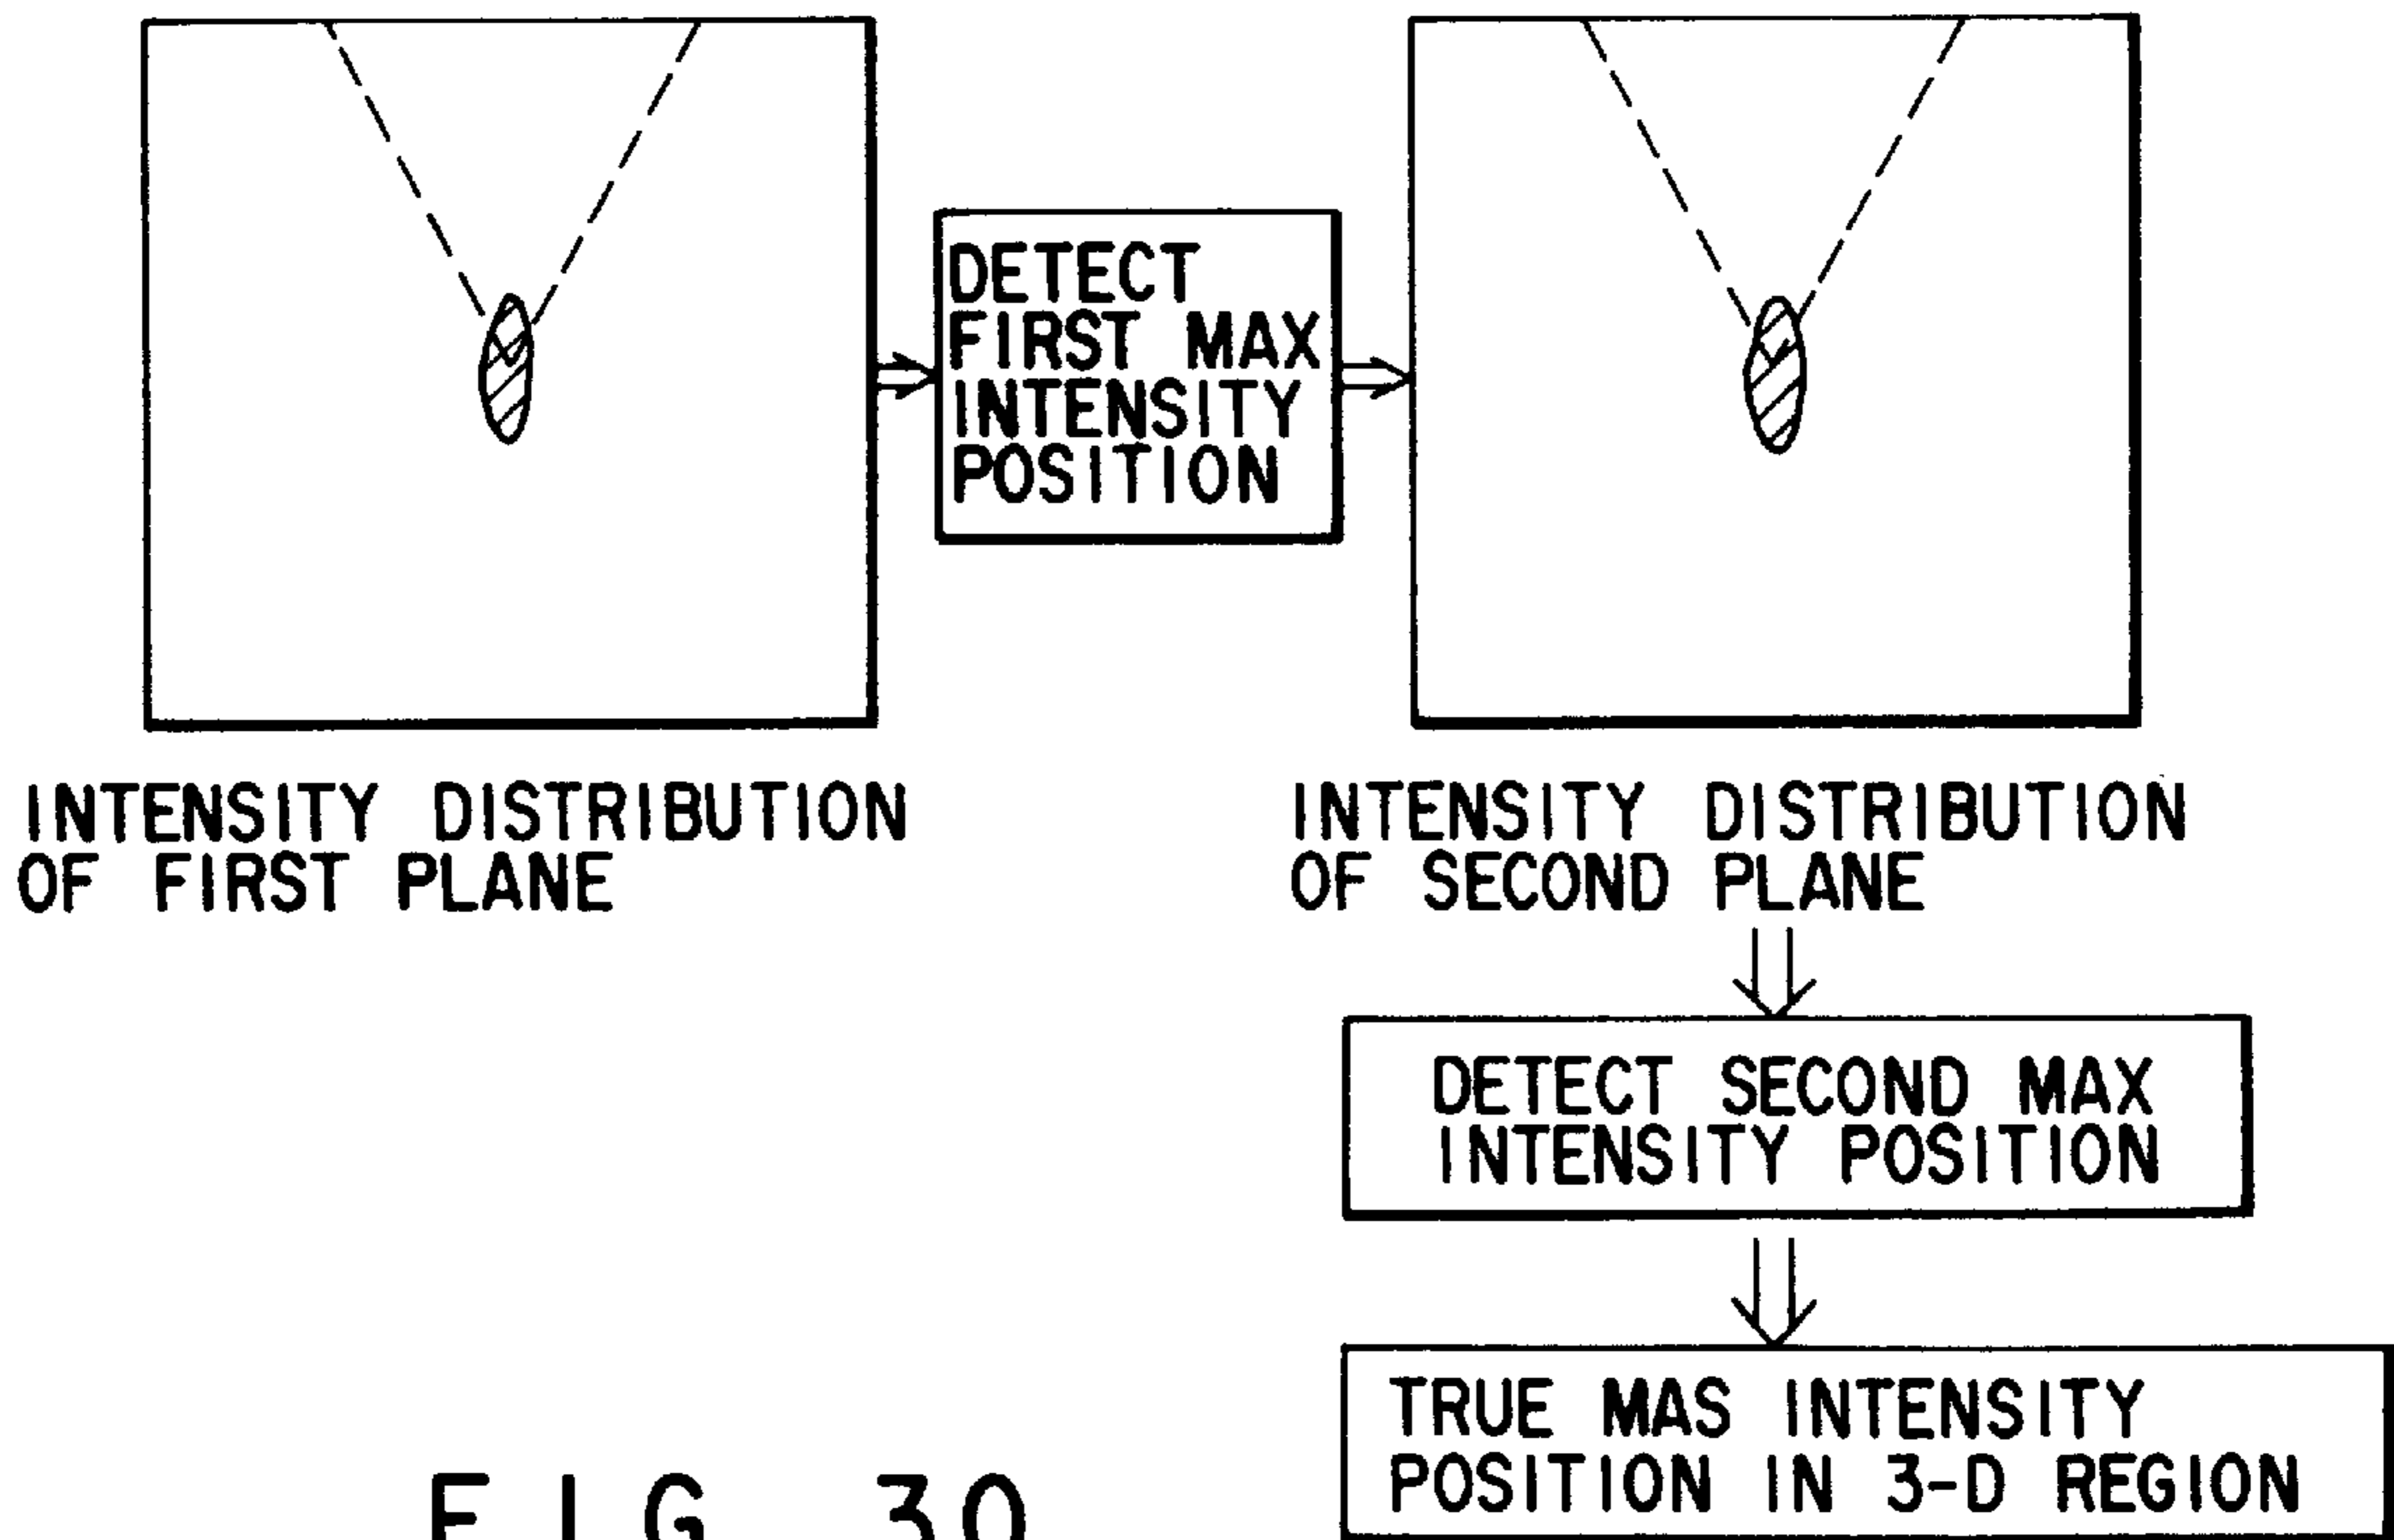 DETECT
FIRST MAX
INTENSITY
POSITION
INTENSITY DISTRIBUTION
OF FIRST PLANE
INTENSITY DISTRIBUTION
OF SECOND PLANE
DETECT SECOND MAX
INTENSITY POSITION
TRUE MAS INTENSITY
POSITION IN 3-D REGION
FIG. 30